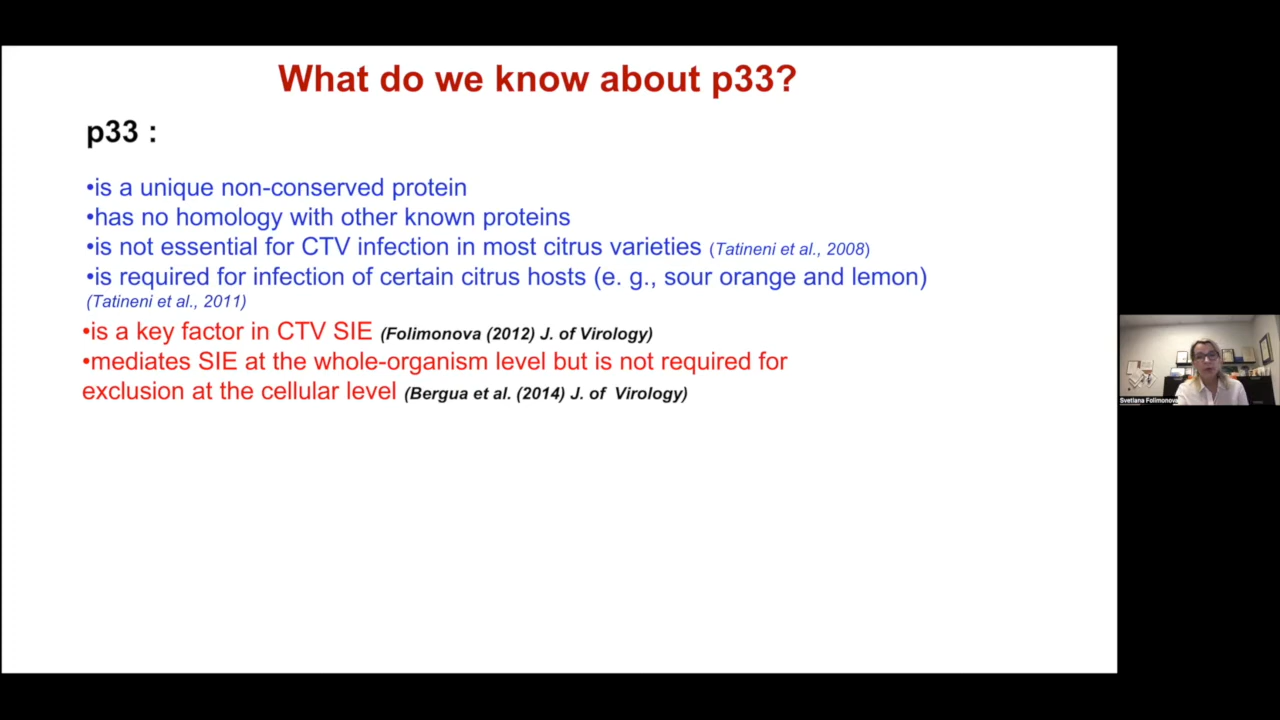 What do we know about p33?
p33 :
•is a unique non-conserved protein
•has no homology with other known proteins
•is not essential for CTV infection in most citrus varieties (Tatineni et al., 2008)
•is required for infection of certain citrus hosts (e. g., sour orange and lemon)
(Tatineni et al., 2011)
•is a key factor in CTV SIE (Folimonova (2012) J. of Virology)
•mediates SIE at the whole-organism level but is not required for
exclusion at the cellular level (Bergua et al. (2014) J. of Virology)
Svetlana Folimonova